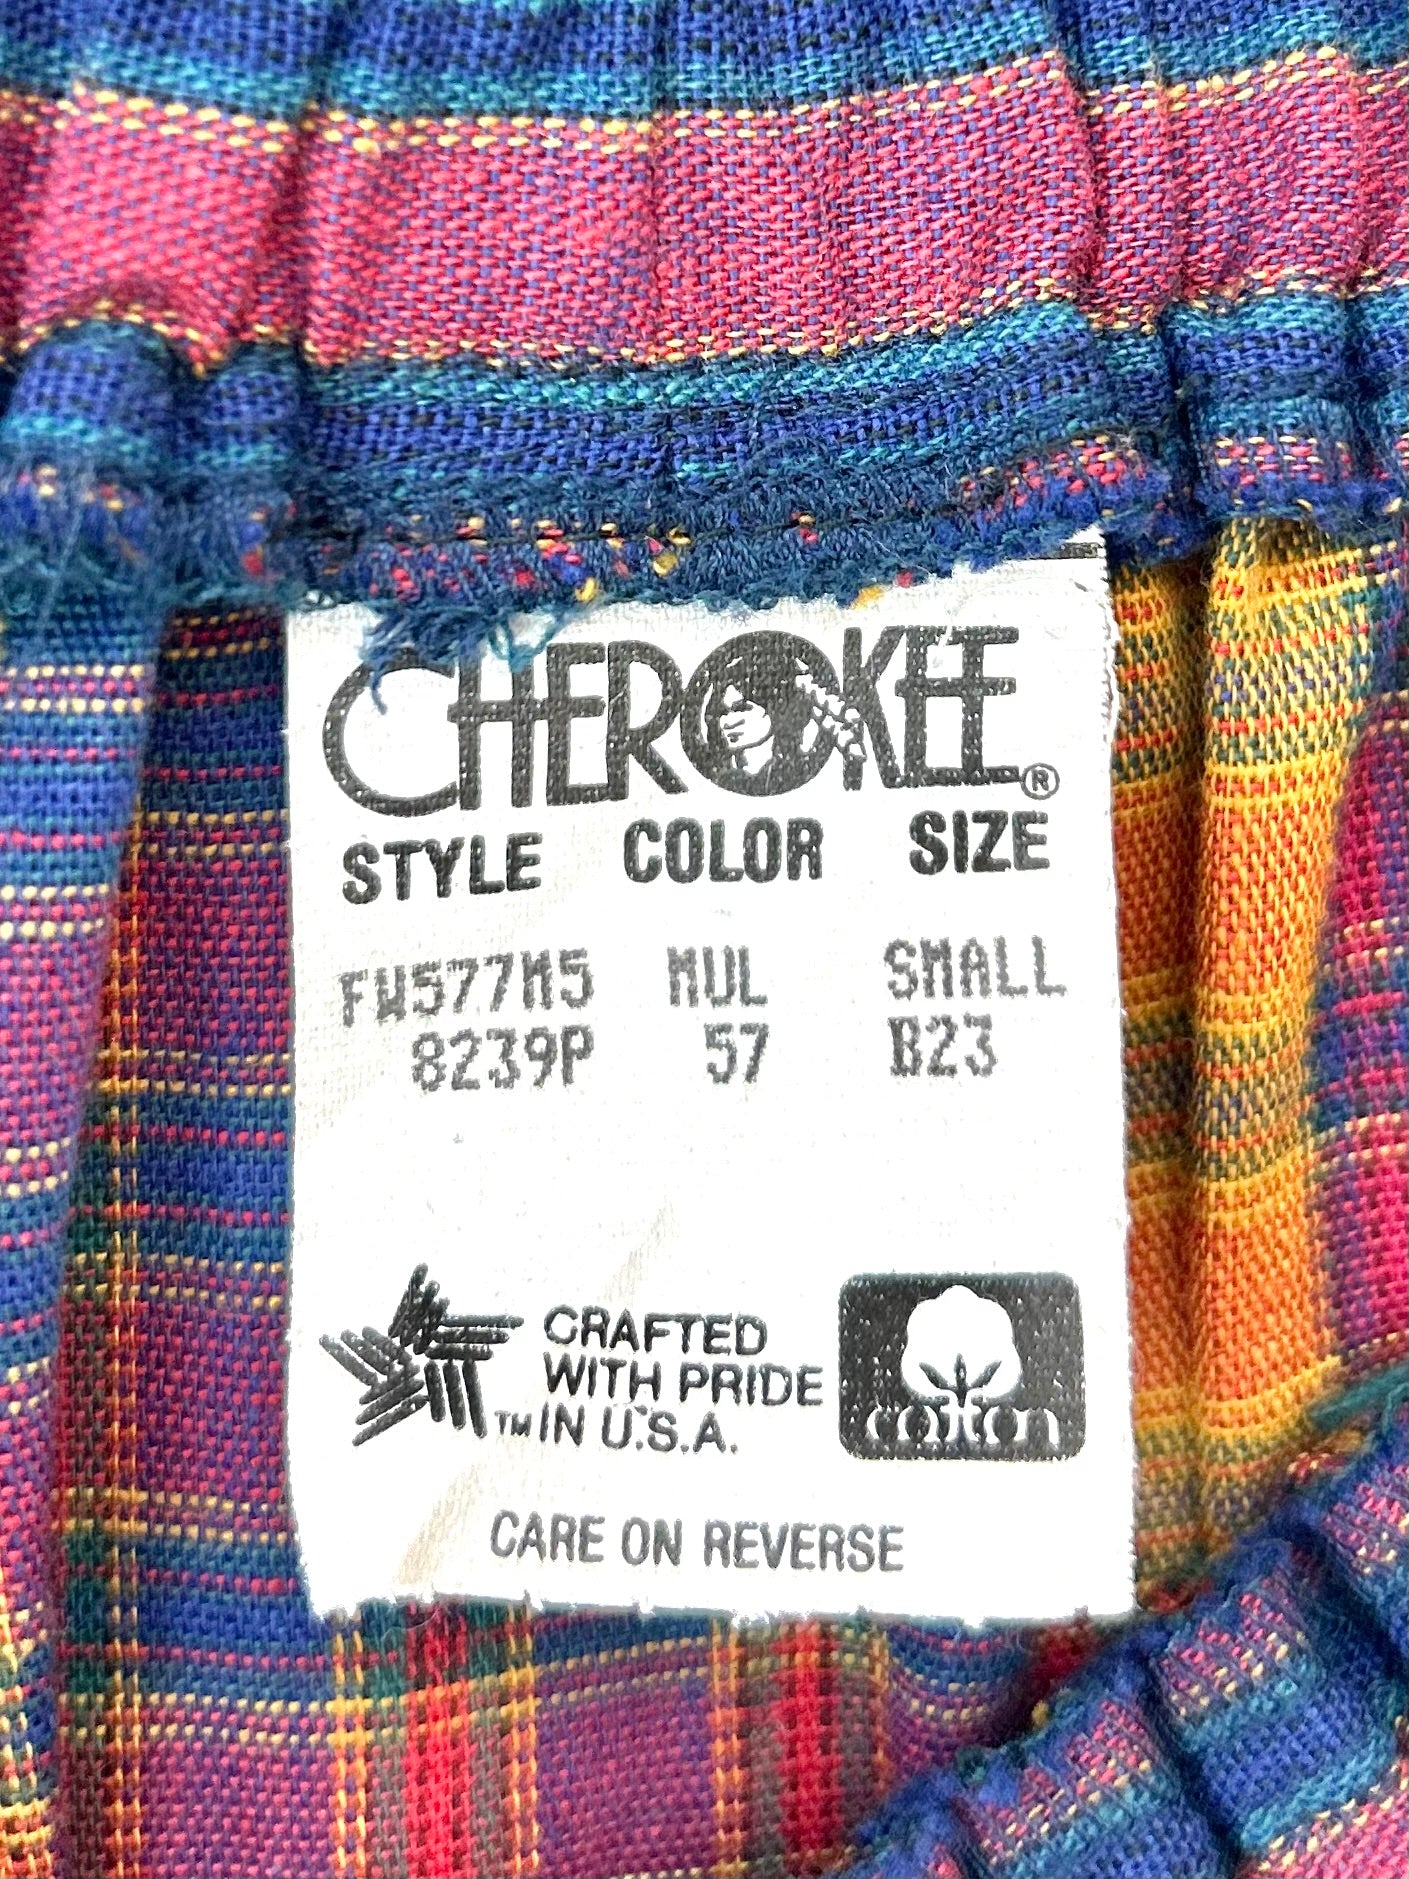 CHEROKEE®
STYLE COLOR SIZE
FW577M5 MUL SMALL
8239P 57 B23
CRAFTED
WITH PRIDE
™ IN U.S.A.
cotton
CARE ON REVERSE